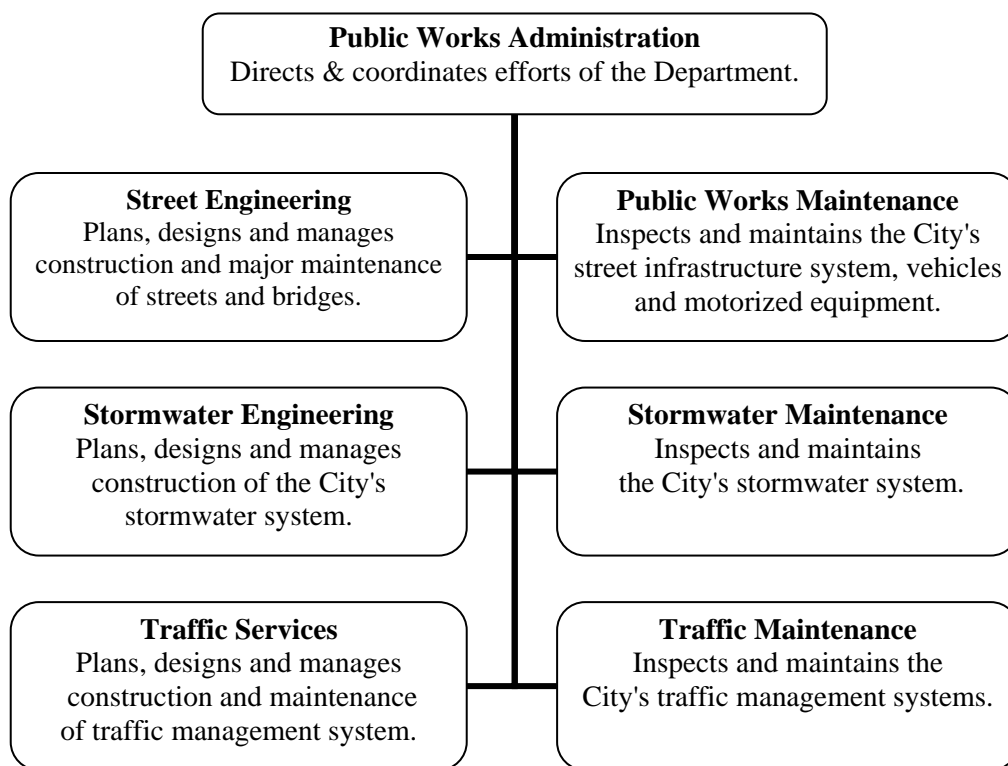 Public Works Administration
Directs & coordinates efforts of the Department.
Street Engineering
Plans, designs and manages
construction and major maintenance
of streets and bridges.
Public Works Maintenance
Inspects and maintains the City's
street infrastructure system, vehicles
and motorized equipment.
Stormwater Engineering
Plans, designs and manages
construction of the City's
stormwater system.
Stormwater Maintenance
Inspects and maintains
the City's stormwater system.
Traffic Services
Plans, designs and manages
construction and maintenance
of traffic management system.
Traffic Maintenance
Inspects and maintains the
City's traffic management systems.